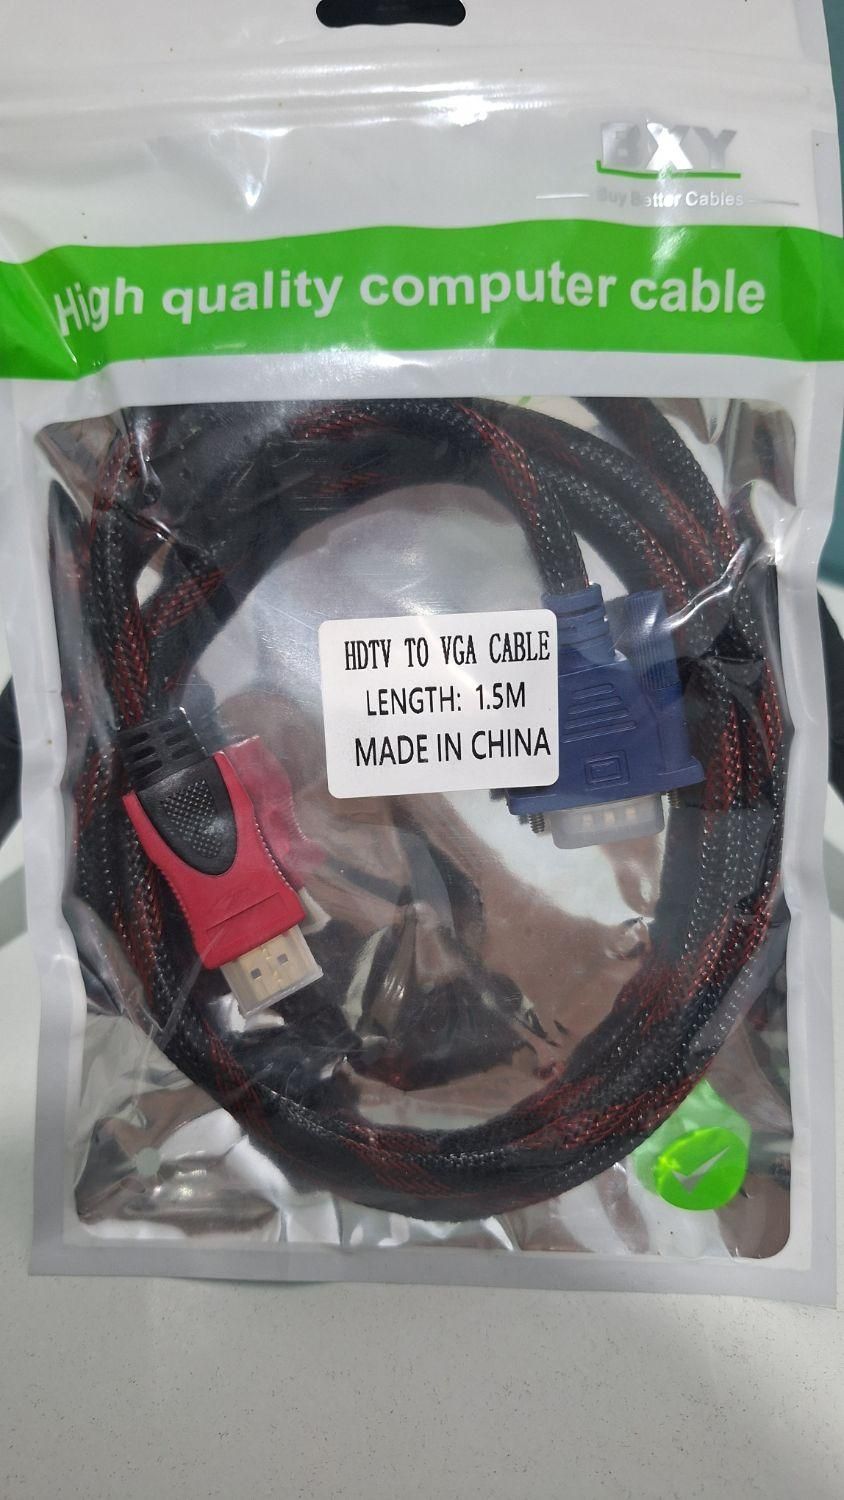 BXY
Buy Better Cables
High quality computer cable
HDTV TO VGA CABLE
LENGTH: 1.5M
MADE IN CHINA